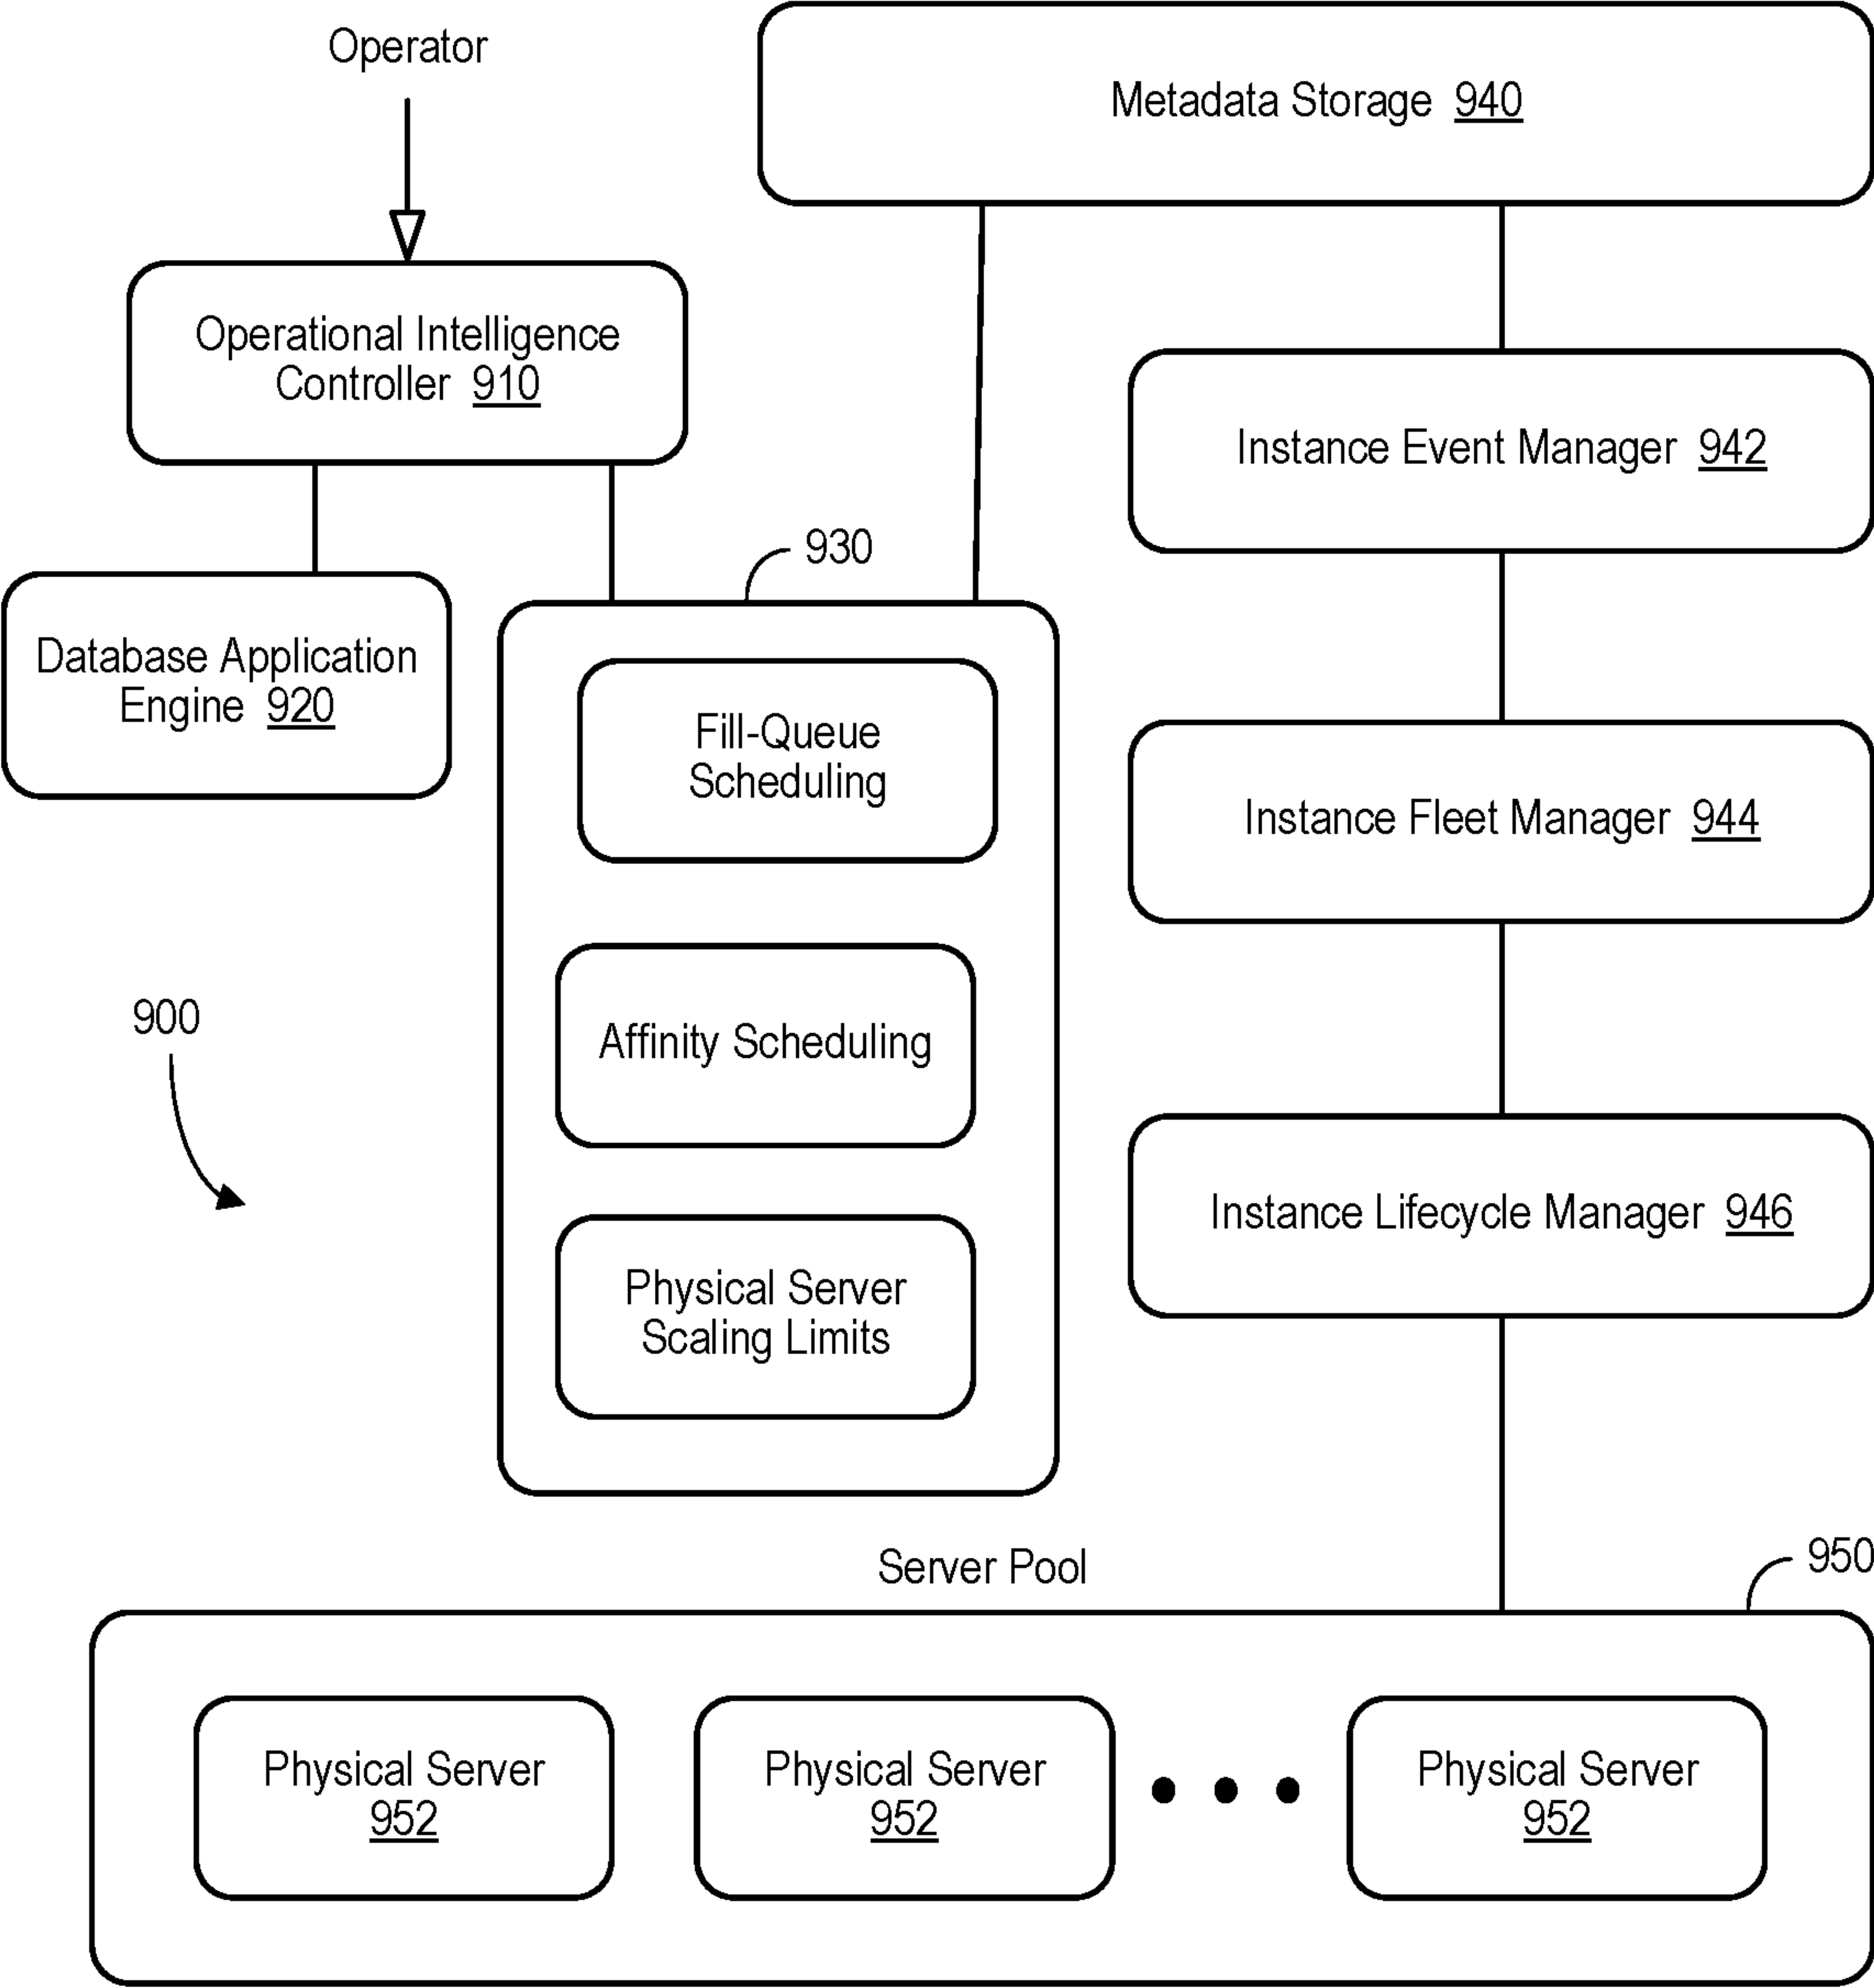 Operator
Metadata Storage 940
Operational Intelligence
Controller 910
Instance Event Manager 942
930
Database Application
Engine 920
Fill-Queue
Scheduling
Instance Fleet Manager 944
900
Affinity Scheduling
Instance Lifecycle Manager 946
Physical Server
Scaling Limits
Server Pool
950
Physical Server
952
Physical Server
952
Physical Server
952